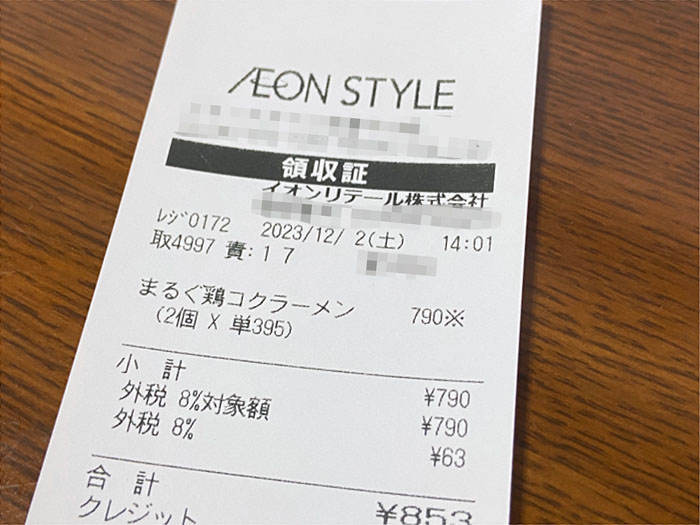 ÆON STYLE
領収証
イオンリテール株式会社
ﾚｼﾞ0172 2023/12/ 2(土) 14:01
取4997 責:17
まるぐ鶏コクラーメン 790※
(2個 X 単395)
小 計 ¥790
外税 8%対象額 ¥790
外税 8% ¥63
合 計 ¥853
クレジット